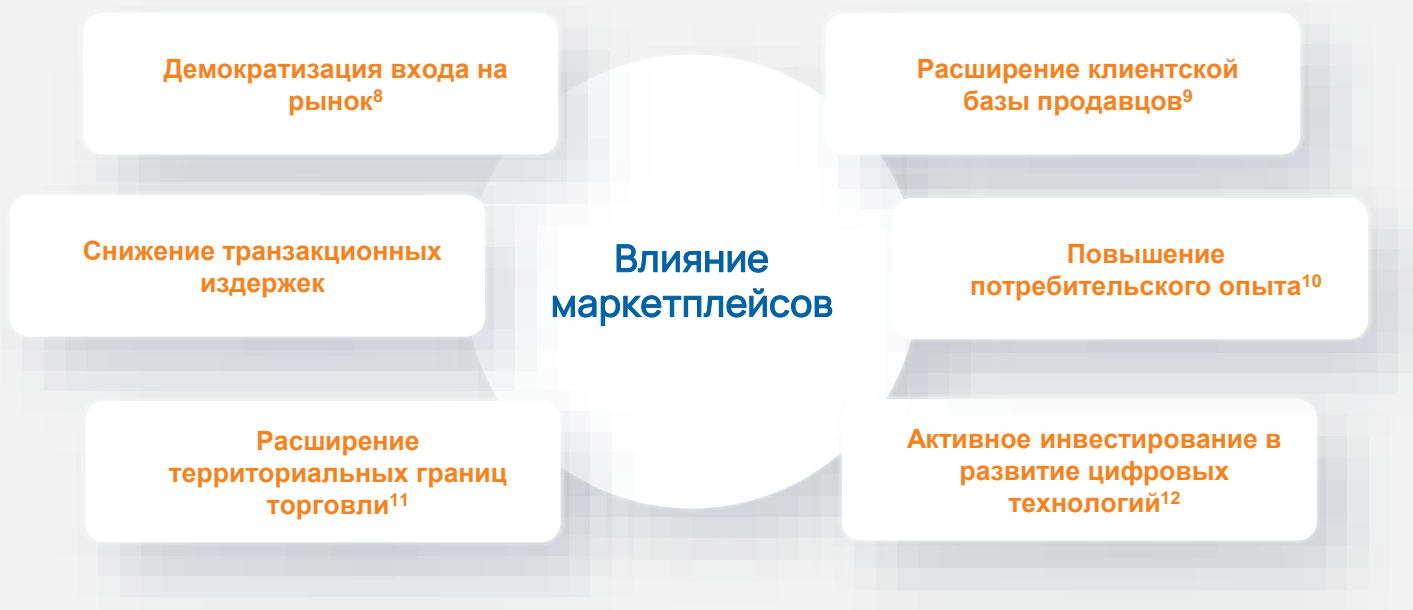 Демократизация входа на
рынок⁸
Расширение клиентской
базы продавцов⁹
Снижение транзакционных
издержек
Влияние
маркетплейсов
Повышение
потребительского опыта¹⁰
Расширение
территориальных границ
торговли¹¹
Активное инвестирование в
развитие цифровых
технологий¹²